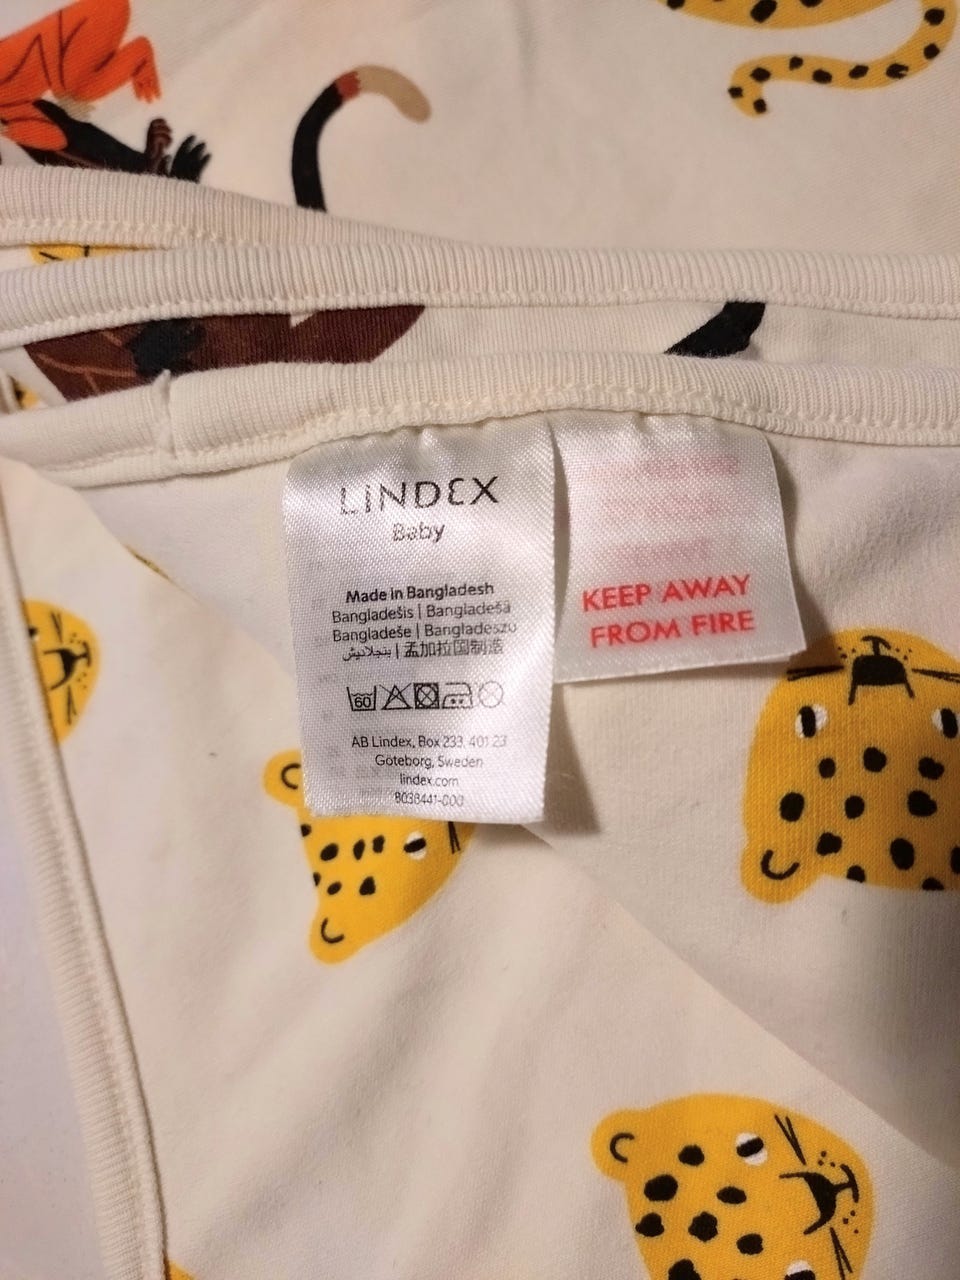 LINDEX
Baby
Made in Bangladesh
Bangladešis | Bangladeša
Bangladeše | Bangladeszu
بنجلاديش | 孟加拉国制造
60
AB Lindex, Box 233, 401 23
Göteborg, Sweden
lindex.com
8038441-000
KEEP AWAY
FROM FIRE